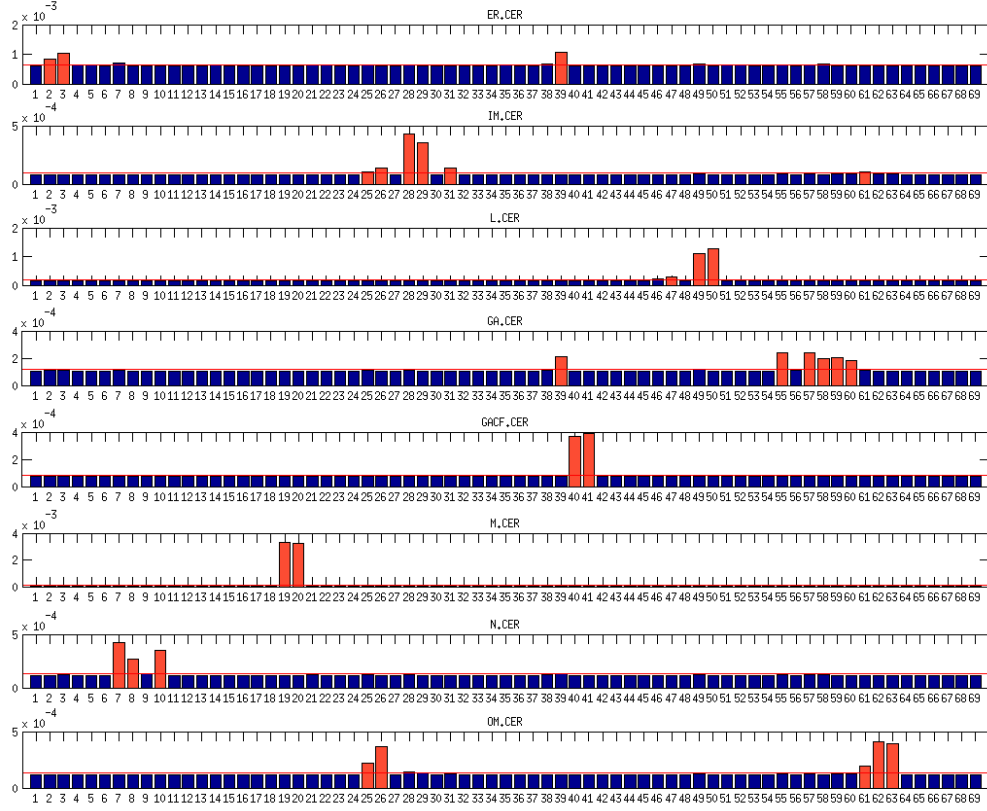 x 10-3 ER.CER
2
1
0
1 2 3 4 5 6 7 8 9 10 11 12 13 14 15 16 17 18 19 20 21 22 23 24 25 26 27 28 29 30 31 32 33 34 35 36 37 38 39 40 41 42 43 44 45 46 47 48 49 50 51 52 53 54 55 56 57 58 59 60 61 62 63 64 65 66 67 68 69
x 10-4 IM.CER
5
0
1 2 3 4 5 6 7 8 9 10 11 12 13 14 15 16 17 18 19 20 21 22 23 24 25 26 27 28 29 30 31 32 33 34 35 36 37 38 39 40 41 42 43 44 45 46 47 48 49 50 51 52 53 54 55 56 57 58 59 60 61 62 63 64 65 66 67 68 69
x 10-3 L.CER
2
1
0
1 2 3 4 5 6 7 8 9 10 11 12 13 14 15 16 17 18 19 20 21 22 23 24 25 26 27 28 29 30 31 32 33 34 35 36 37 38 39 40 41 42 43 44 45 46 47 48 49 50 51 52 53 54 55 56 57 58 59 60 61 62 63 64 65 66 67 68 69
x 10-4 GA.CER
4
2
0
1 2 3 4 5 6 7 8 9 10 11 12 13 14 15 16 17 18 19 20 21 22 23 24 25 26 27 28 29 30 31 32 33 34 35 36 37 38 39 40 41 42 43 44 45 46 47 48 49 50 51 52 53 54 55 56 57 58 59 60 61 62 63 64 65 66 67 68 69
x 10-4 GACF.CER
4
2
0
1 2 3 4 5 6 7 8 9 10 11 12 13 14 15 16 17 18 19 20 21 22 23 24 25 26 27 28 29 30 31 32 33 34 35 36 37 38 39 40 41 42 43 44 45 46 47 48 49 50 51 52 53 54 55 56 57 58 59 60 61 62 63 64 65 66 67 68 69
x 10-3 M.CER
4
2
0
1 2 3 4 5 6 7 8 9 10 11 12 13 14 15 16 17 18 19 20 21 22 23 24 25 26 27 28 29 30 31 32 33 34 35 36 37 38 39 40 41 42 43 44 45 46 47 48 49 50 51 52 53 54 55 56 57 58 59 60 61 62 63 64 65 66 67 68 69
x 10-4 N.CER
5
0
1 2 3 4 5 6 7 8 9 10 11 12 13 14 15 16 17 18 19 20 21 22 23 24 25 26 27 28 29 30 31 32 33 34 35 36 37 38 39 40 41 42 43 44 45 46 47 48 49 50 51 52 53 54 55 56 57 58 59 60 61 62 63 64 65 66 67 68 69
x 10-4 OM.CER
5
0
1 2 3 4 5 6 7 8 9 10 11 12 13 14 15 16 17 18 19 20 21 22 23 24 25 26 27 28 29 30 31 32 33 34 35 36 37 38 39 40 41 42 43 44 45 46 47 48 49 50 51 52 53 54 55 56 57 58 59 60 61 62 63 64 65 66 67 68 69